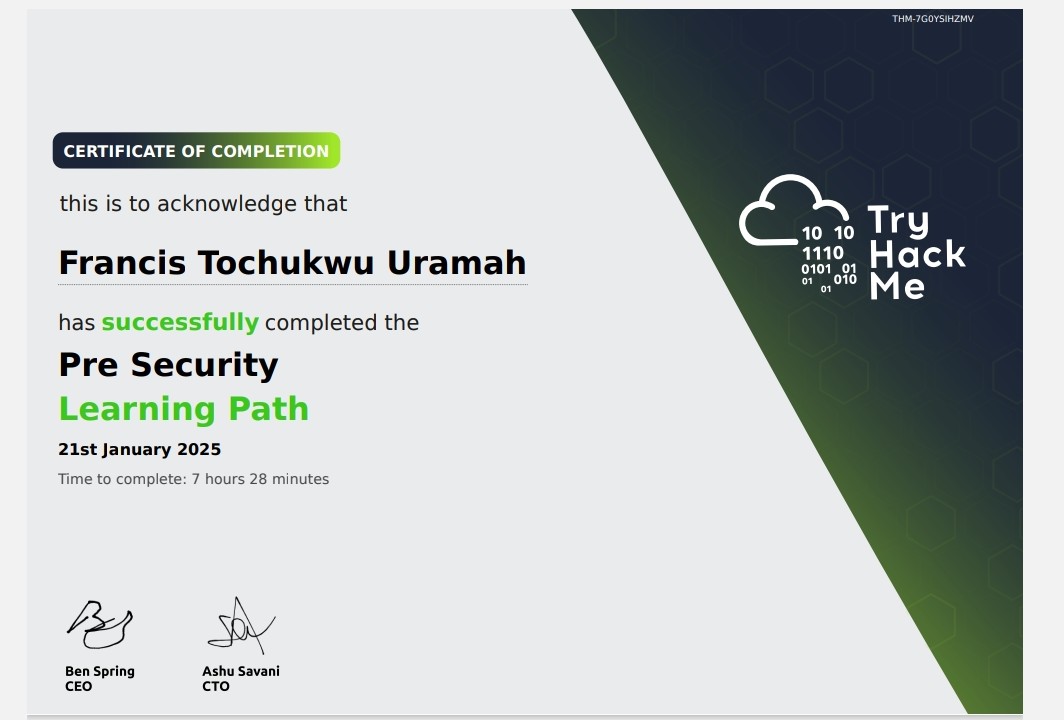 THM-7G0YSIHZMV
CERTIFICATE OF COMPLETION
this is to acknowledge that
Francis Tochukwu Uramah
has successfully completed the
Pre Security
Learning Path
21st January 2025
Time to complete: 7 hours 28 minutes
10 10
1110
0101 01
01 010
01
Try
Hack
Me
Ben Spring
CEO
Ashu Savani
CTO